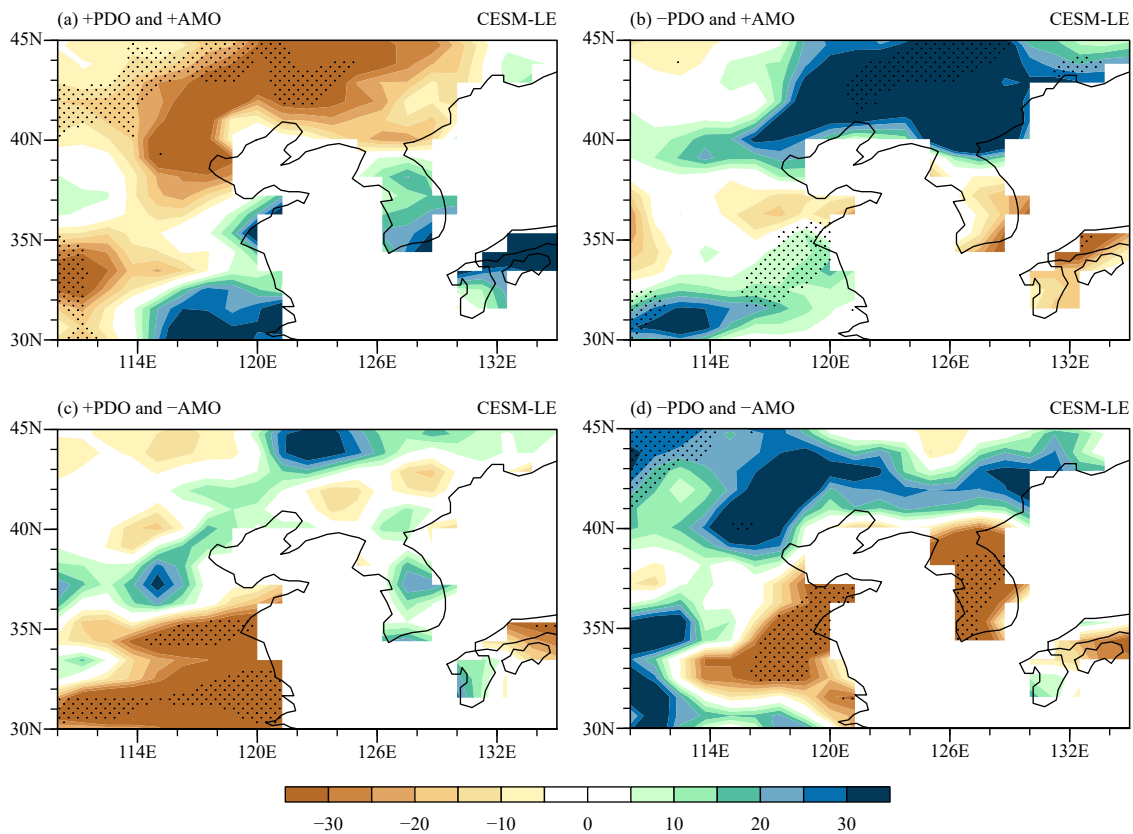 (a) +PDO and +AMO CESM-LE (b) −PDO and +AMO CESM-LE
45N 45N
40N 40N
35N 35N
30N 30N
114E 120E 126E 132E 114E 120E 126E 132E
(c) +PDO and −AMO CESM-LE (d) −PDO and −AMO CESM-LE
45N 45N
40N 40N
35N 35N
30N 30N
114E 120E 126E 132E 114E 120E 126E 132E
−30 −20 −10 0 10 20 30